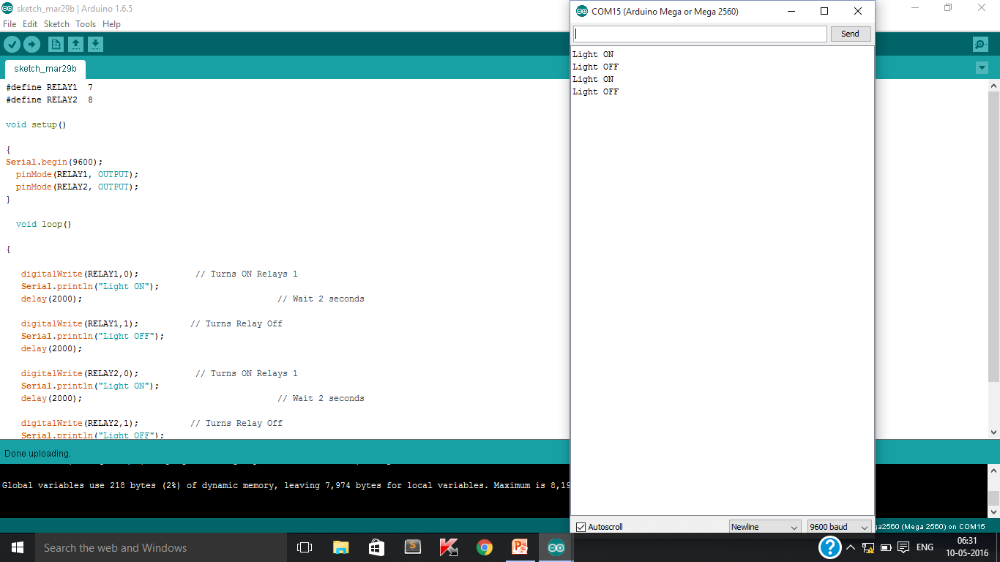 sketch_mar29b | Arduino 1.6.5
File Edit Sketch Tools Help
sketch_mar29b
#define RELAY1  7
#define RELAY2  8
void setup()
{
Serial.begin(9600);
  pinMode(RELAY1, OUTPUT);
  pinMode(RELAY2, OUTPUT);
}
  void loop()
{
   digitalWrite(RELAY1,0);           // Turns ON Relays 1
   Serial.println("Light ON");
   delay(2000);                                      // Wait 2 seconds
   digitalWrite(RELAY1,1);          // Turns Relay Off
   Serial.println("Light OFF");
   delay(2000);
   digitalWrite(RELAY2,0);           // Turns ON Relays 1
   Serial.println("Light ON");
   delay(2000);                                      // Wait 2 seconds
   digitalWrite(RELAY2,1);          // Turns Relay Off
   Serial.println("Light OFF");
Done uploading.
Global variables use 218 bytes (2%) of dynamic memory, leaving 7,974 bytes for local variables. Maximum is 8,19
COM15 (Arduino Mega or Mega 2560)
Send
Light ON
Light OFF
Light ON
Light OFF
Autoscroll
Newline
9600 baud
ga2560 (Mega 2560) on COM15
Search the web and Windows
ENG
06:31
10-05-2016